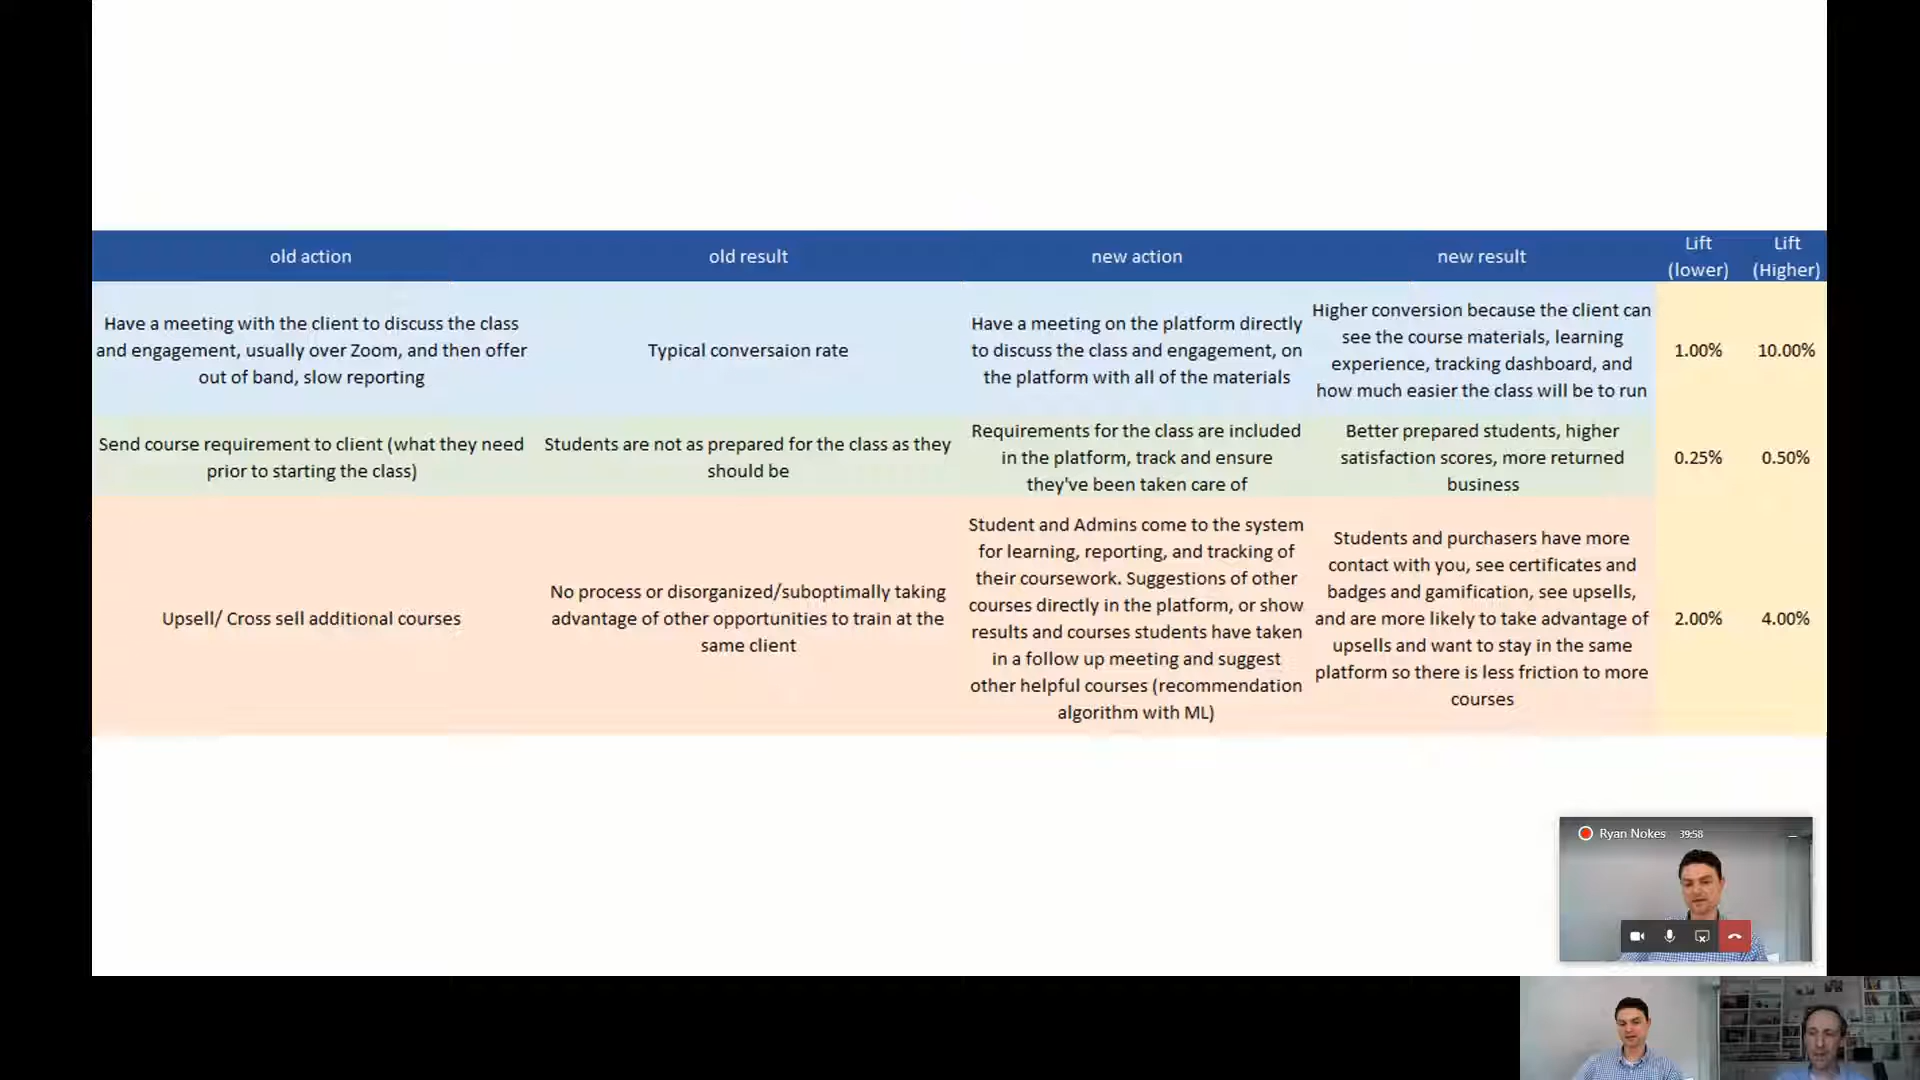 old action
old result
new action
new result
Lift
(lower)
Lift
(Higher)
Have a meeting with the client to discuss the class
and engagement, usually over Zoom, and then offer
out of band, slow reporting
Typical conversaion rate
Have a meeting on the platform directly
to discuss the class and engagement, on
the platform with all of the materials
Higher conversion because the client can
see the course materials, learning
experience, tracking dashboard, and
how much easier the class will be to run
1.00%
10.00%
Send course requirement to client (what they need
prior to starting the class)
Students are not as prepared for the class as they
should be
Requirements for the class are included
in the platform, track and ensure
they've been taken care of
Better prepared students, higher
satisfaction scores, more returned
business
0.25%
0.50%
Upsell/ Cross sell additional courses
No process or disorganized/suboptimally taking
advantage of other opportunities to train at the
same client
Student and Admins come to the system
for learning, reporting, and tracking of
their coursework. Suggestions of other
courses directly in the platform, or show
results and courses students have taken
in a follow up meeting and suggest
other helpful courses (recommendation
algorithm with ML)
Students and purchasers have more
contact with you, see certificates and
badges and gamification, see upsells,
and are more likely to take advantage of
upsells and want to stay in the same
platform so there is less friction to more
courses
2.00%
4.00%
Ryan Nokes 39:58